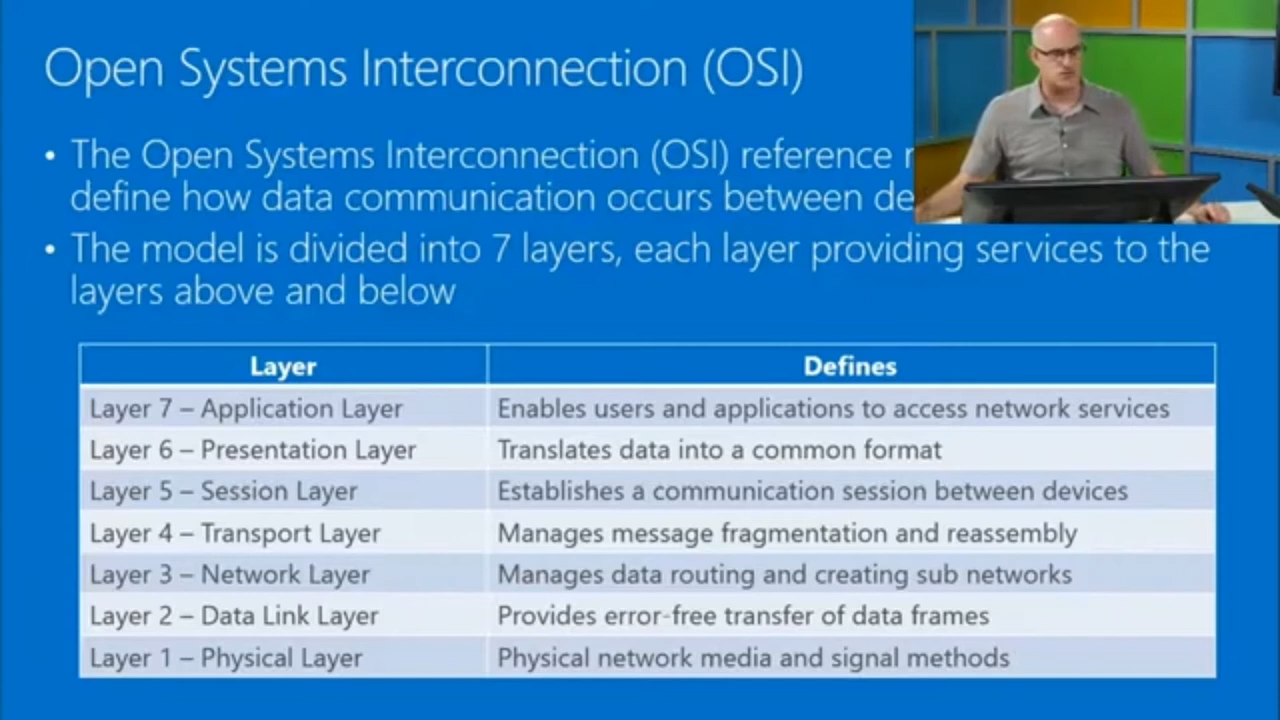 Open Systems Interconnection (OSI)
• The Open Systems Interconnection (OSI) reference
define how data communication occurs between
• The model is divided into 7 layers, each layer providing services to the
layers above and below
Layer Defines
Layer 7 – Application Layer Enables users and applications to access network services
Layer 6 – Presentation Layer Translates data into a common format
Layer 5 – Session Layer Establishes a communication session between devices
Layer 4 – Transport Layer Manages message fragmentation and reassembly
Layer 3 – Network Layer Manages data routing and creating sub networks
Layer 2 – Data Link Layer Provides error-free transfer of data frames
Layer 1 – Physical Layer Physical network media and signal methods